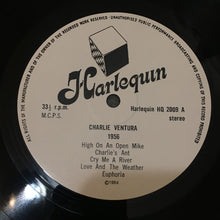 ALL RIGHTS OF THE MANUFACTURER AND OF THE OWNER OF THE RECORDED WORK RESERVED · UNAUTHORISED PUBLIC PERFORMANCE BROADCASTING AND COPYING OF THIS RECORD PROHIBITED
Harlequin
33⅓ r.p.m.
M.C.P.S.
Harlequin HQ 2009 A
stereo
CHARLIE VENTURA
1956
High On An Open Mike
Charlie's Ant
Cry Me A River
Love And The Weather
Euphoria